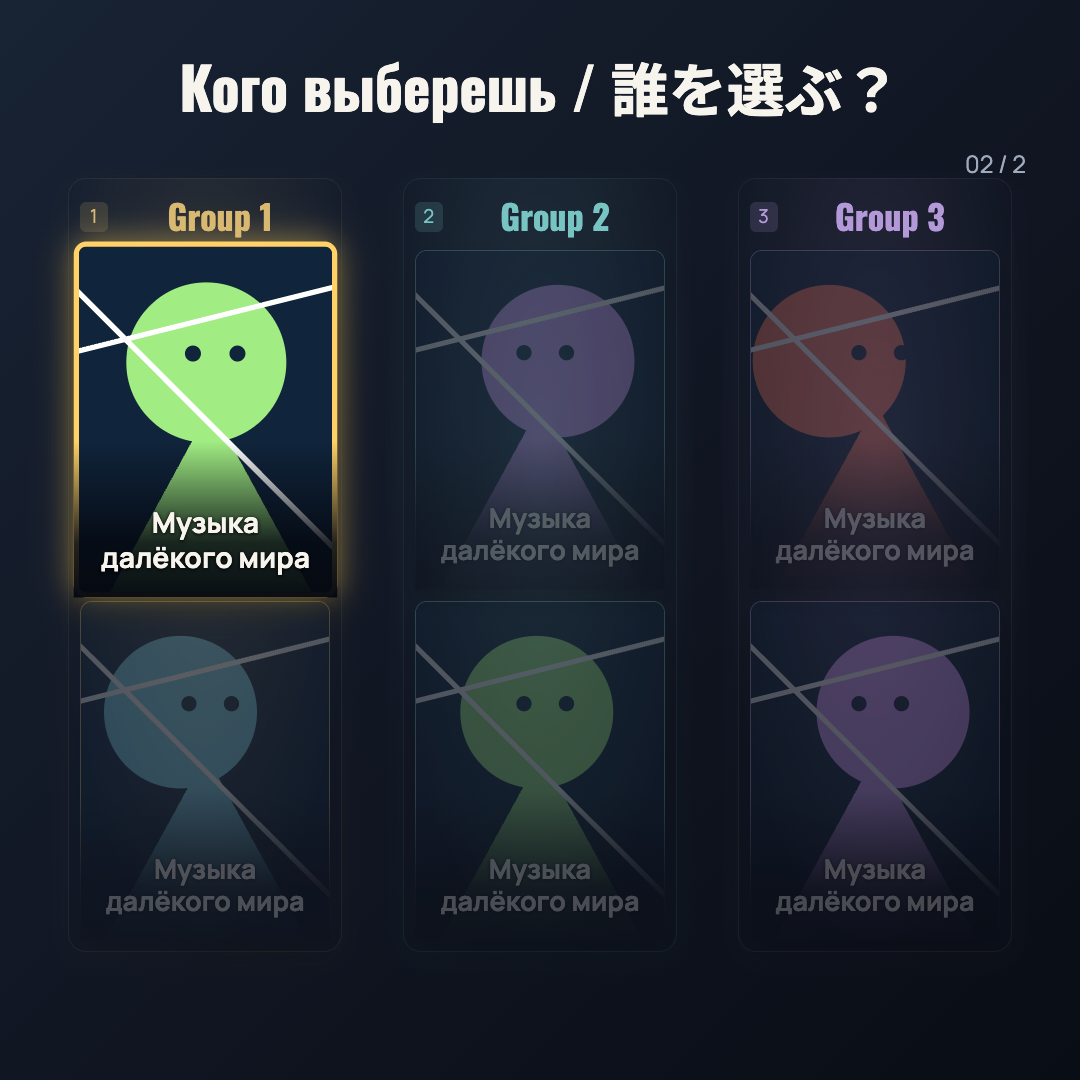 Кого выберешь / 誰を選ぶ？
02 / 2
1 Group 1
2 Group 2
3 Group 3
Музыка
далёкого мира
Музыка
далёкого мира
Музыка
далёкого мира
Музыка
далёкого мира
Музыка
далёкого мира
Музыка
далёкого мира